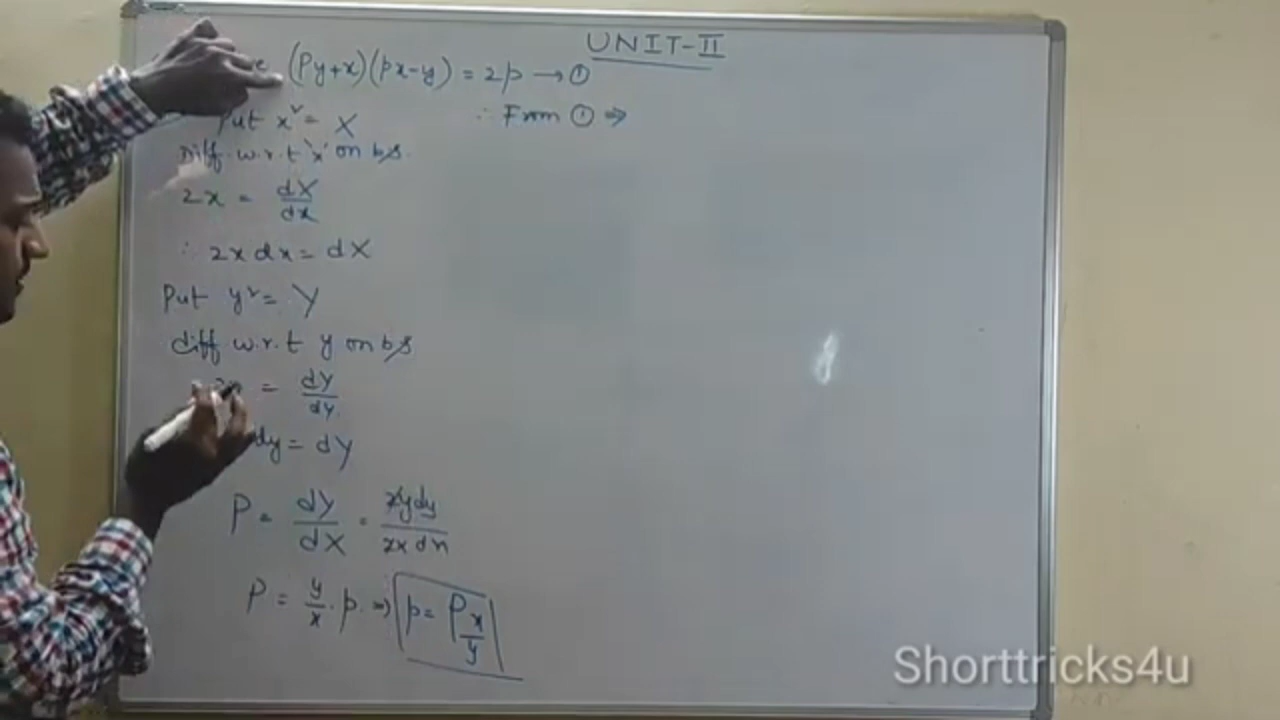 UNIT-II
(Py+x)(px-y) = 2p → ①
Put x² = X
Diff. w.r.t 'x' on b/s.
2x = dX/dx
∴ 2x dx = dX
Put y² = Y
diff w.r.t y on b/s
= dY/dy.
dy = dY
P = dY/dX = 2y dy/2x dx
P = y/x . p. ⇒ p = P x/y
∴ From ① ⇒
Shorttricks4u